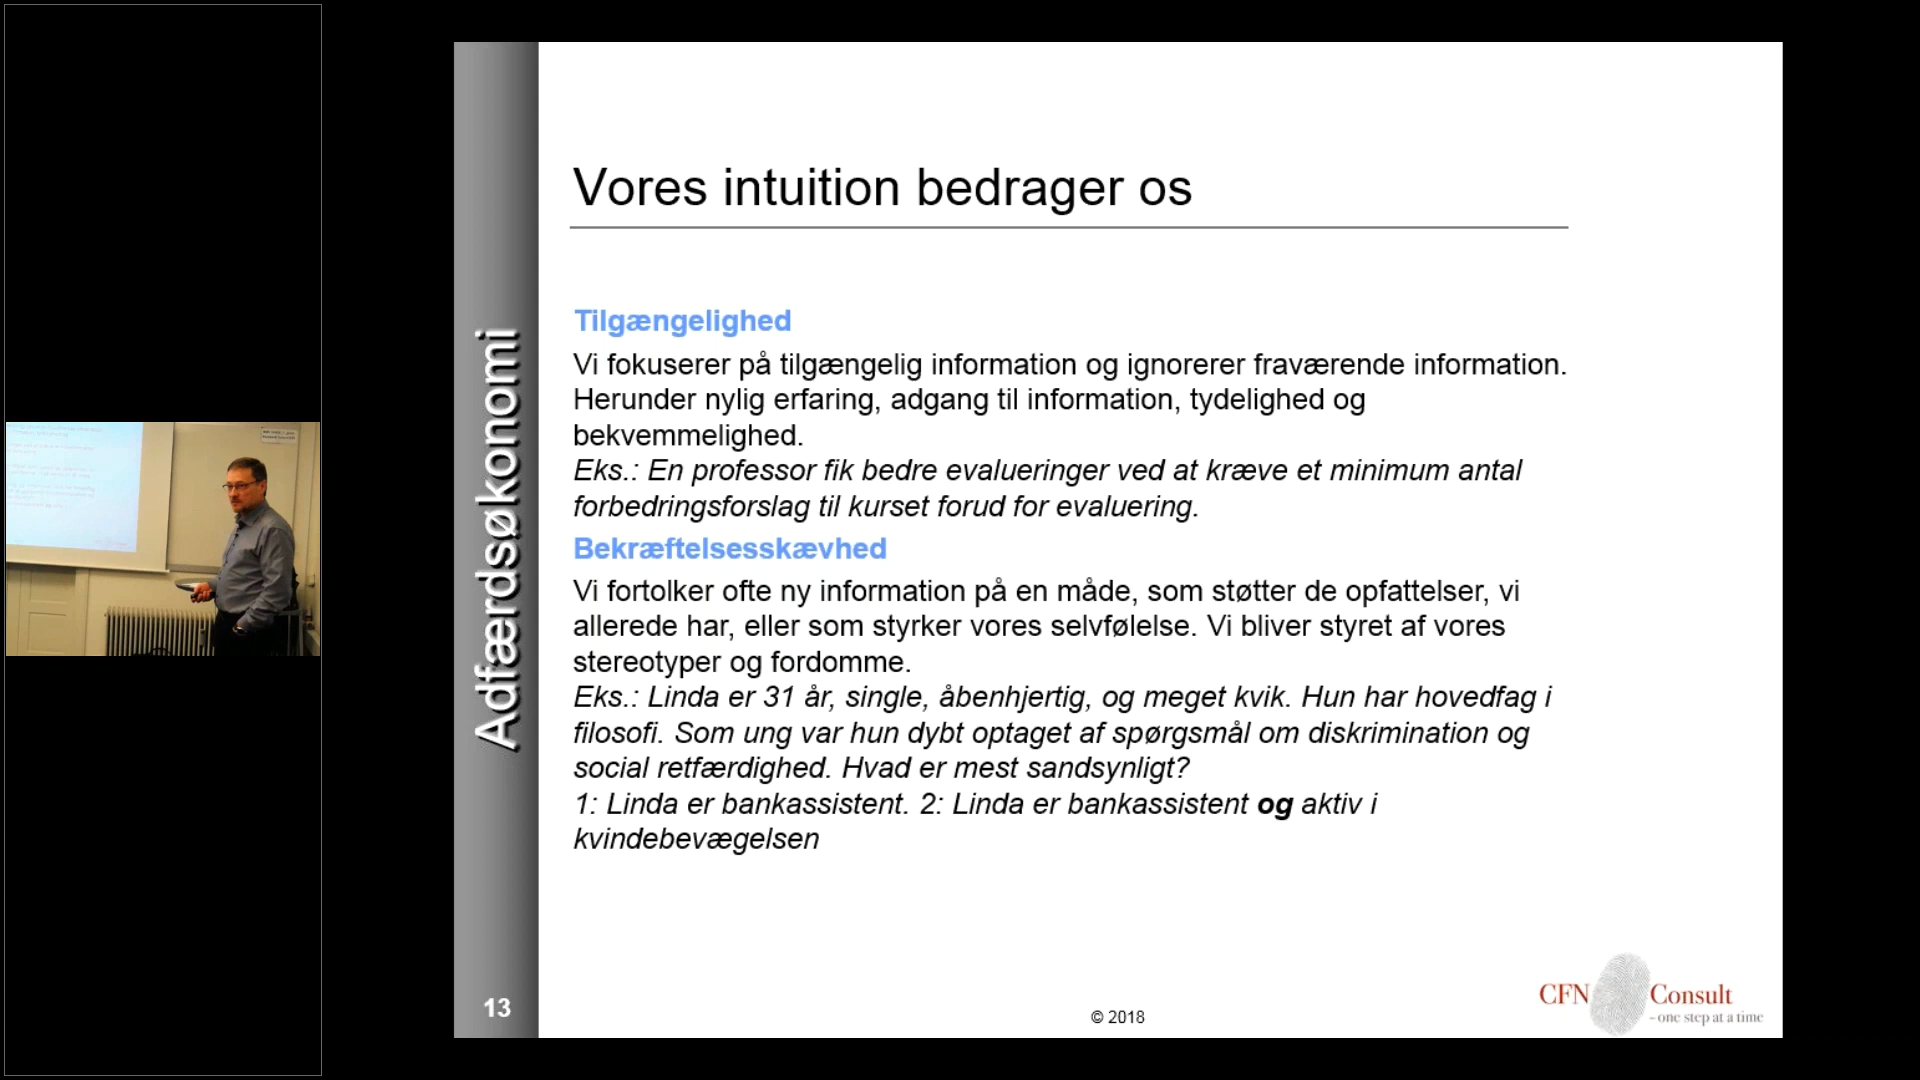 Vores intuition bedrager os
Tilgængelighed
Vi fokuserer på tilgængelig information og ignorerer fraværende information.
Herunder nylig erfaring, adgang til information, tydelighed og
bekvemmelighed.
Eks.: En professor fik bedre evalueringer ved at kræve et minimum antal
forbedringsforslag til kurset forud for evaluering.
Bekræftelsesskævhed
Vi fortolker ofte ny information på en måde, som støtter de opfattelser, vi
allerede har, eller som styrker vores selvfølelse. Vi bliver styret af vores
stereotyper og fordomme.
Eks.: Linda er 31 år, single, åbenhjertig, og meget kvik. Hun har hovedfag i
filosofi. Som ung var hun dybt optaget af spørgsmål om diskrimination og
social retfærdighed. Hvad er mest sandsynligt?
1: Linda er bankassistent. 2: Linda er bankassistent og aktiv i
kvindebevægelsen
Adfærdsøkonomi
13
© 2018
CFN Consult
- one step at a time